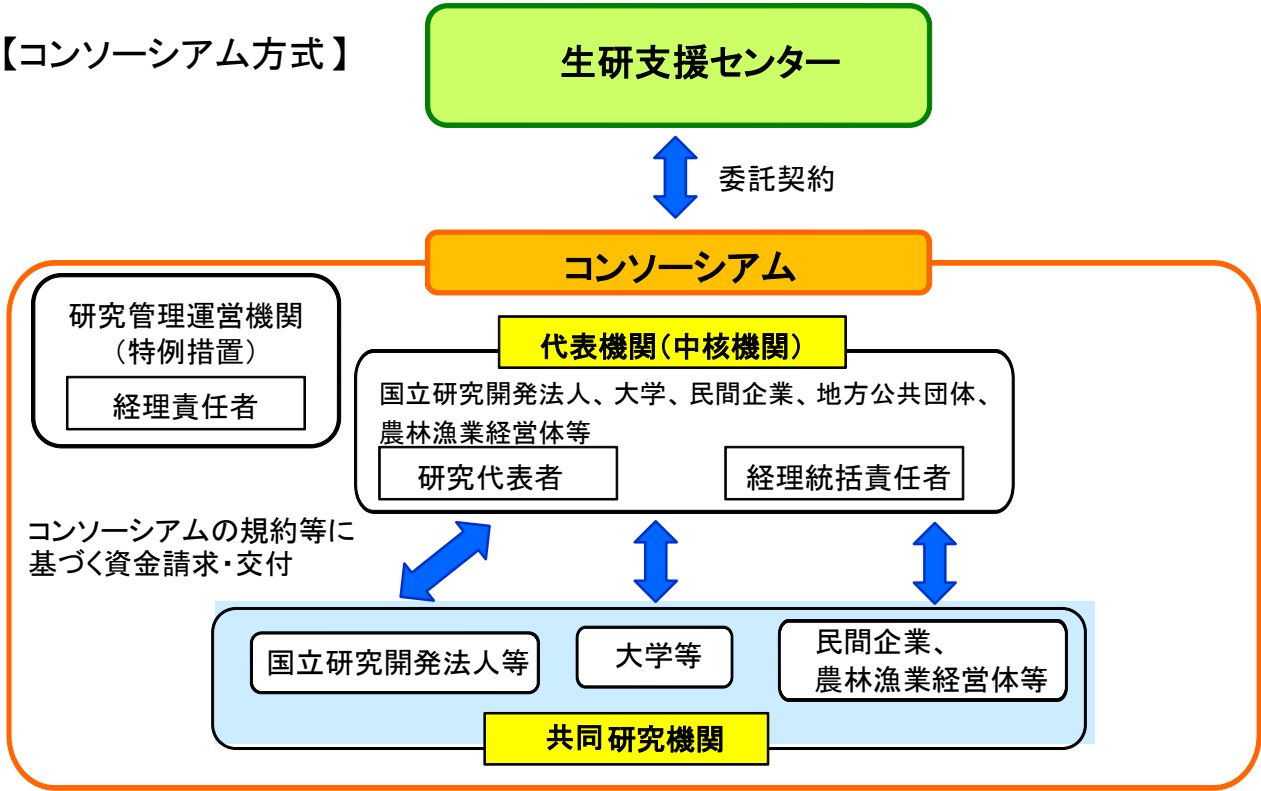 【コンソーシアム方式】
生研支援センター
委託契約
コンソーシアム
研究管理運営機関
（特例措置）
経理責任者
代表機関（中核機関）
国立研究開発法人、大学、民間企業、地方公共団体、
農林漁業経営体等
研究代表者
経理統括責任者
コンソーシアムの規約等に
基づく資金請求・交付
国立研究開発法人等
大学等
民間企業、
農林漁業経営体等
共同研究機関